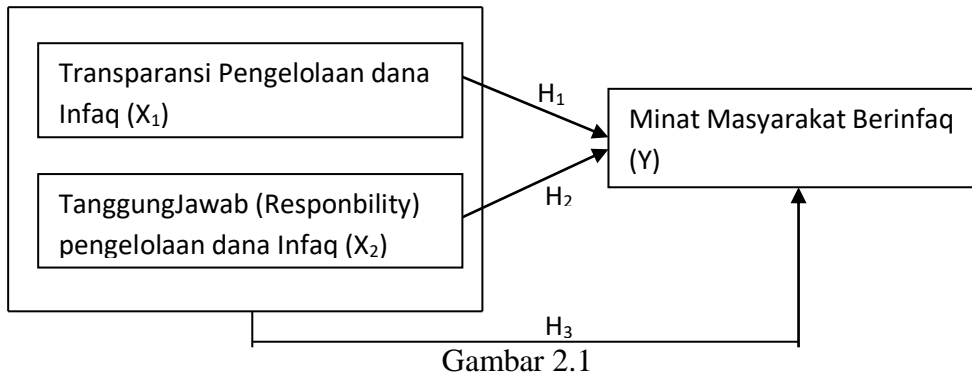 Transparansi Pengelolaan dana
Infaq (X₁)
H₁
Minat Masyarakat Berinfaq
(Y)
TanggungJawab (Responbility)
pengelolaan dana Infaq (X₂)
H₂
H₃
Gambar 2.1